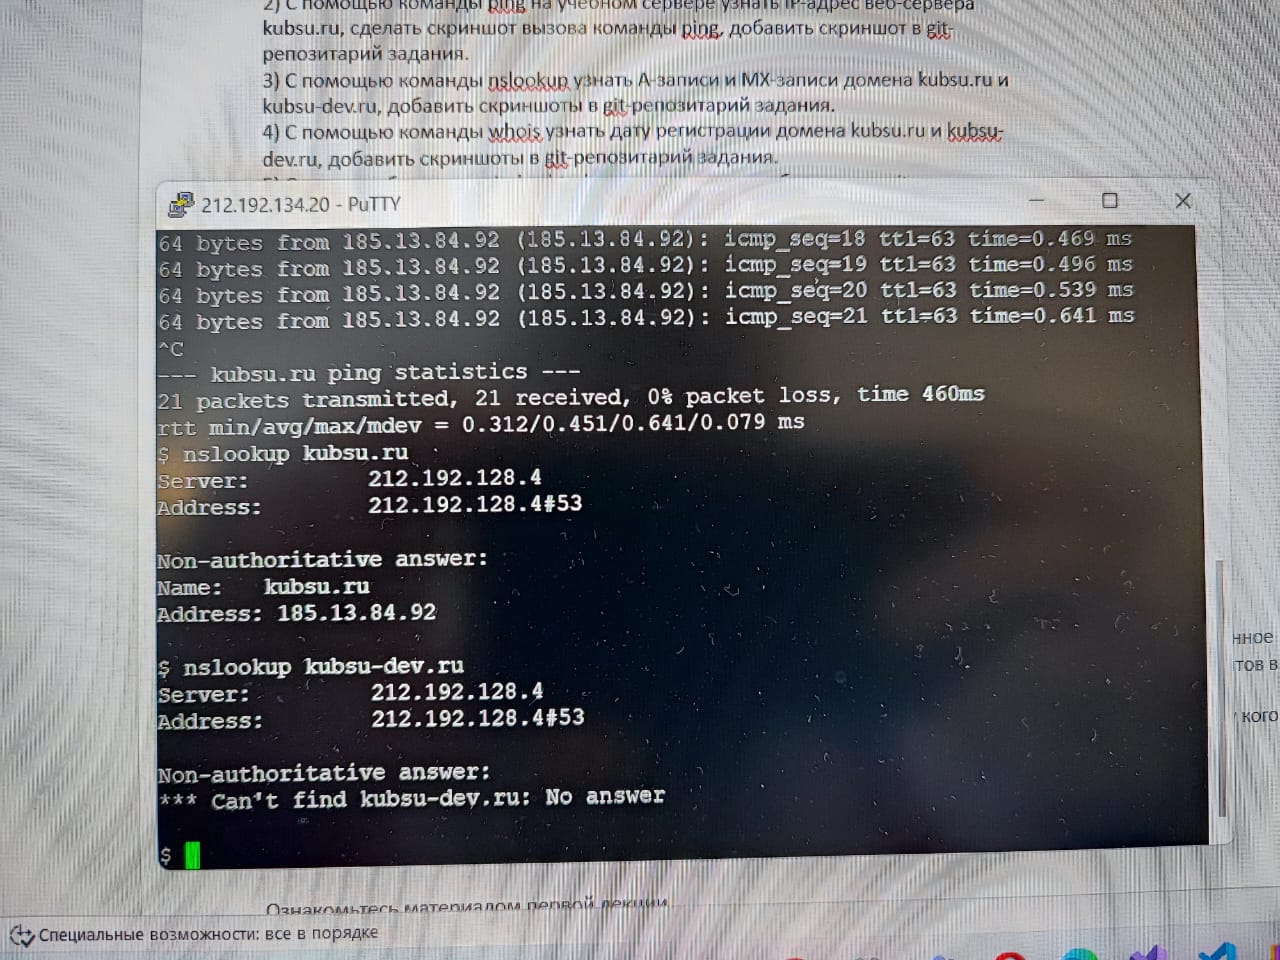 2) С помощью команды ping на учебном сервере узнать IP-адрес веб-сервера
kubsu.ru, сделать скриншот вызова команды ping, добавить скриншот в git-
репозитарий задания.
3) С помощью команды nslookup узнать A-записи и MX-записи домена kubsu.ru и
kubsu-dev.ru, добавить скриншоты в git-репозитарий задания.
4) С помощью команды whois узнать дату регистрации домена kubsu.ru и kubsu-
dev.ru, добавить скриншоты в git-репозитарий задания.
212.192.134.20 - PuTTY
64 bytes from 185.13.84.92 (185.13.84.92): icmp_seq=18 ttl=63 time=0.469 ms
64 bytes from 185.13.84.92 (185.13.84.92): icmp_seq=19 ttl=63 time=0.496 ms
64 bytes from 185.13.84.92 (185.13.84.92): icmp_seq=20 ttl=63 time=0.539 ms
64 bytes from 185.13.84.92 (185.13.84.92): icmp_seq=21 ttl=63 time=0.641 ms
^C
--- kubsu.ru ping statistics ---
21 packets transmitted, 21 received, 0% packet loss, time 460ms
rtt min/avg/max/mdev = 0.312/0.451/0.641/0.079 ms
$ nslookup kubsu.ru
Server: 212.192.128.4
Address: 212.192.128.4#53
Non-authoritative answer:
Name: kubsu.ru
Address: 185.13.84.92
$ nslookup kubsu-dev.ru
Server: 212.192.128.4
Address: 212.192.128.4#53
Non-authoritative answer:
*** Can't find kubsu-dev.ru: No answer
$
нное
тов в
кого
Ознакомьтесь материалом первой лекции
Специальные возможности: все в порядке